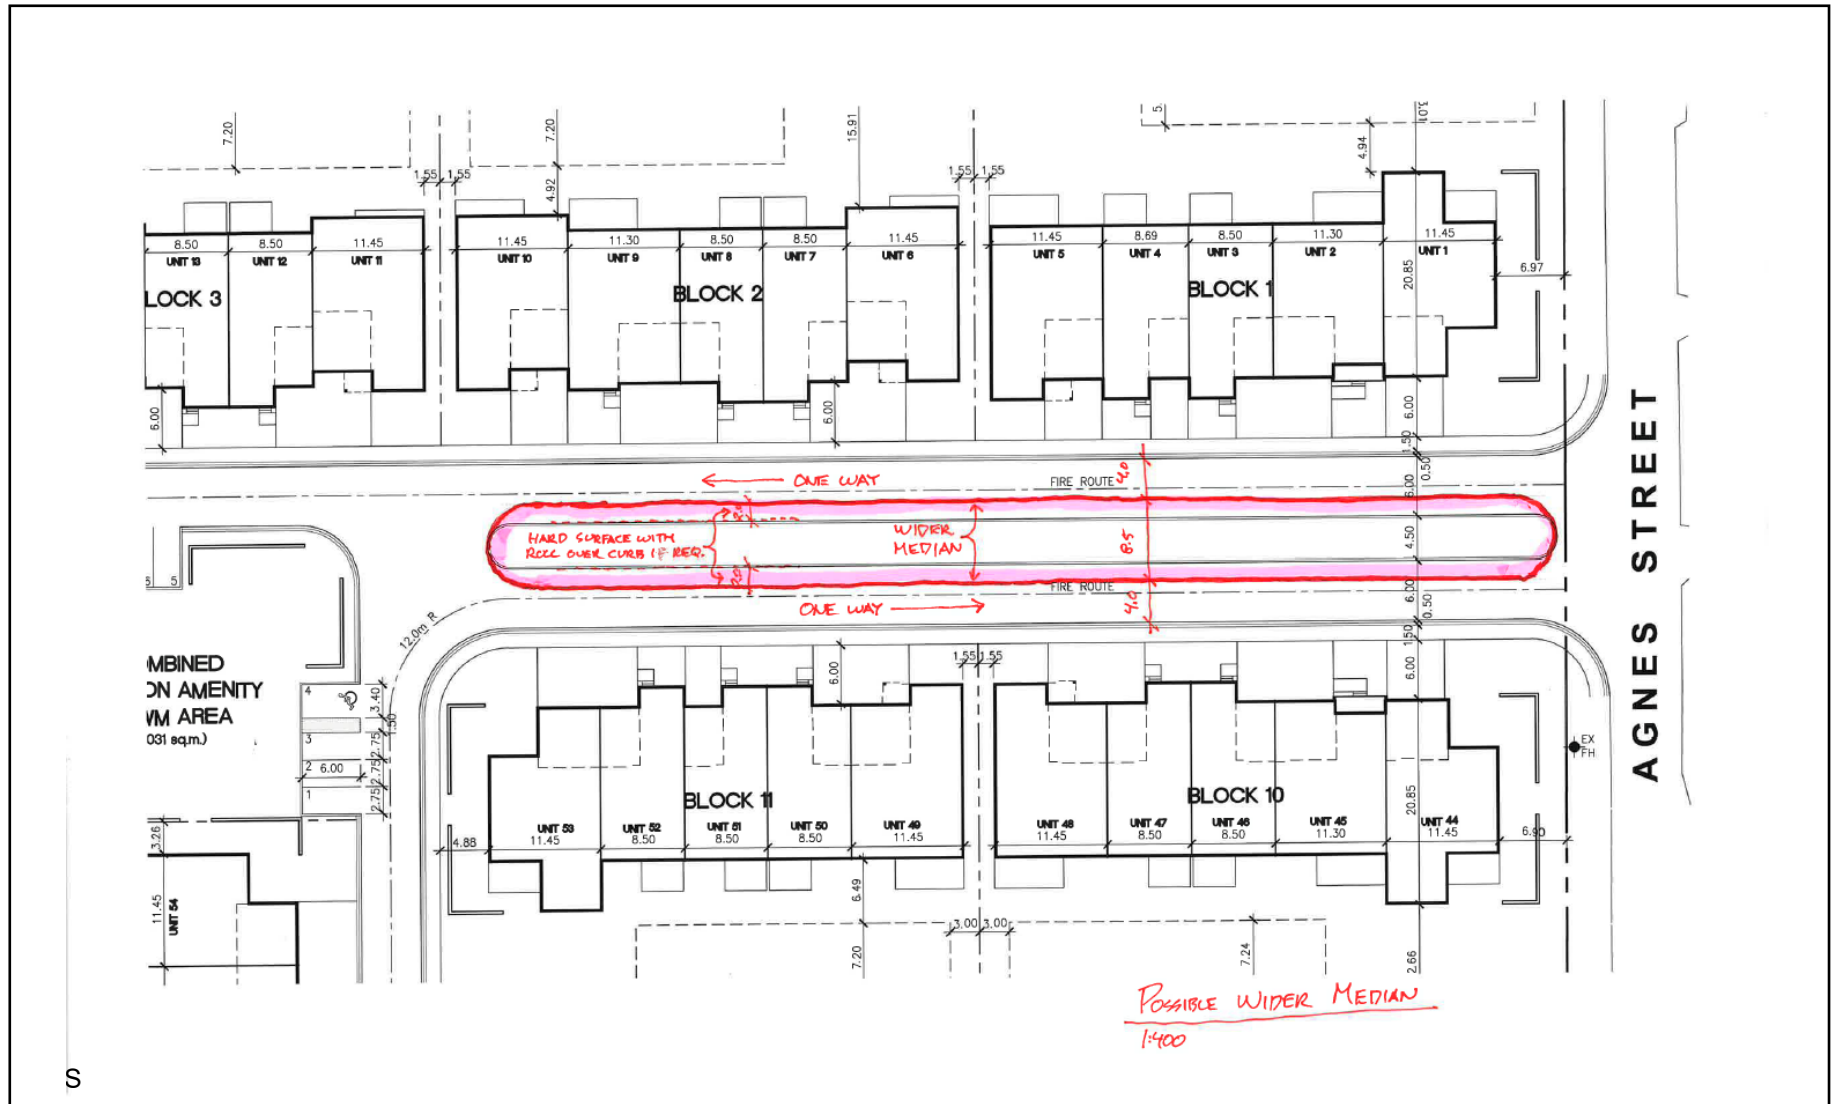 7.20
7.20
15.91
5.
3.01
4.94
1.55 1.55
4.92
1.55 1.55
8.50
8.50
11.45
11.45
11.30
8.50
8.50
11.45
11.45
8.69
8.50
11.30
11.45
UNIT 13
UNIT 12
UNIT 11
UNIT 10
UNIT 9
UNIT 8
UNIT 7
UNIT 6
UNIT 5
UNIT 4
UNIT 3
UNIT 2
UNIT 1
6.97
20.85
LOCK 3
BLOCK 2
BLOCK 1
6.00
6.00
6.00
1.50
0.50
6.00
ONE WAY
FIRE ROUTE
4.0
HARD SURFACE WITH
ROLL OVER CURB IF REQ.
WIDER
MEDIAN
8.5
4.50
FIRE ROUTE
ONE WAY
4.0
6.00
0.50
1.50
6.00
AGNES STREET
5
12.0m R
MBINED
ON AMENITY
WM AREA
031 sq.m.)
4
3
2
1
6.00
3.40
1.50
2.75
2.75
2.75
6.00
1.55 1.55
EX
FH
BLOCK 11
BLOCK 10
20.85
UNIT 53
UNIT 52
UNIT 51
UNIT 50
UNIT 49
UNIT 48
UNIT 47
UNIT 46
UNIT 45
UNIT 44
4.88
11.45
8.50
8.50
8.50
11.45
11.45
8.50
8.50
11.30
11.45
6.90
3.26
11.45
UNIT 54
6.49
3.00 3.00
7.20
7.24
2.66
POSSIBLE WIDER MEDIAN
1:400
S